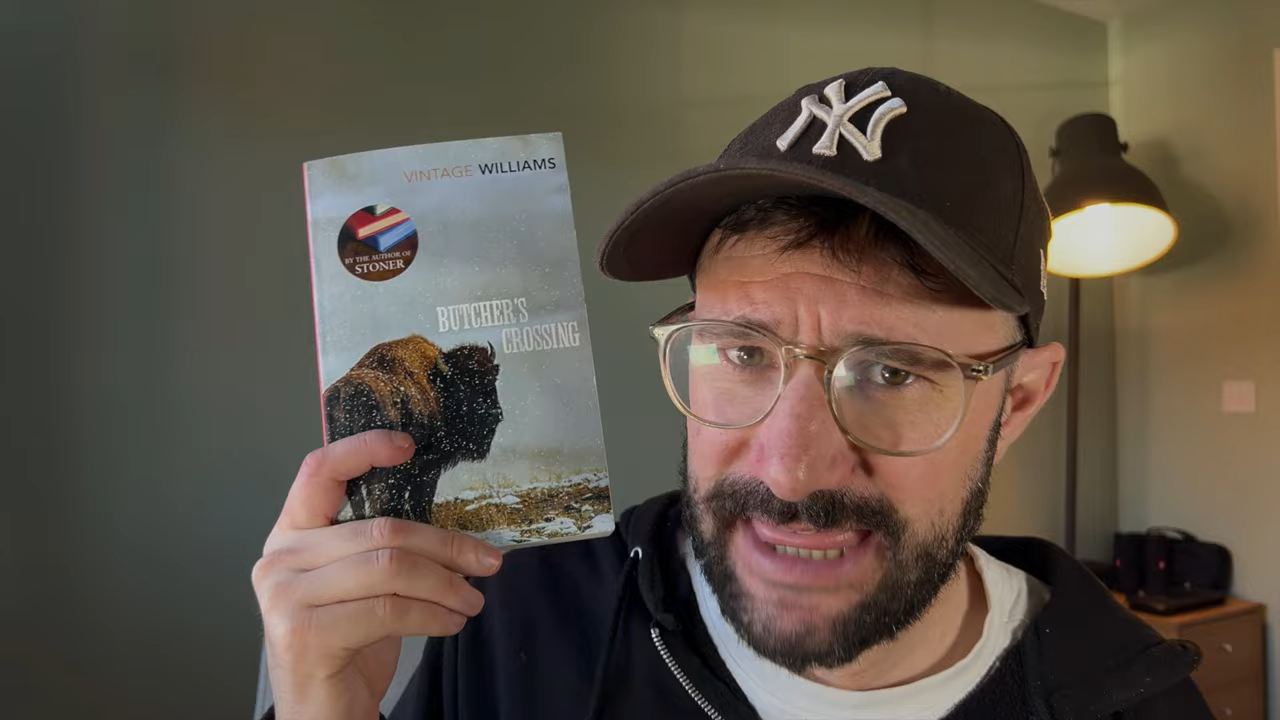 VINTAGE WILLIAMS
BY THE AUTHOR OF
STONER
BUTCHER'S
CROSSING
NY